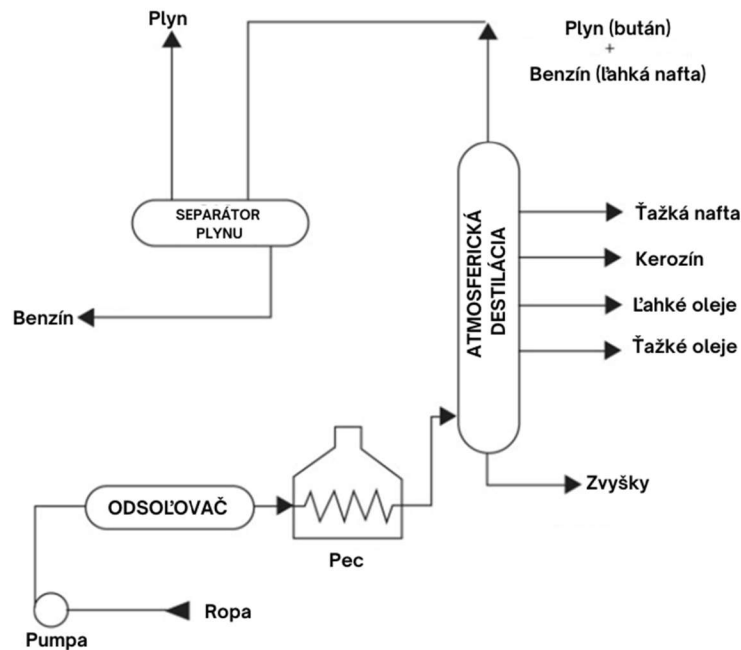 Plyn
Plyn (bután)
+
Benzín (ľahká nafta)
SEPARÁTOR
PLYNU
ATMOSFERICKÁ
DESTILÁCIA
Ťažká nafta
Kerozín
Ľahké oleje
Ťažké oleje
Benzín
Zvyšky
ODSOĽOVAČ
Pec
Ropa
Pumpa